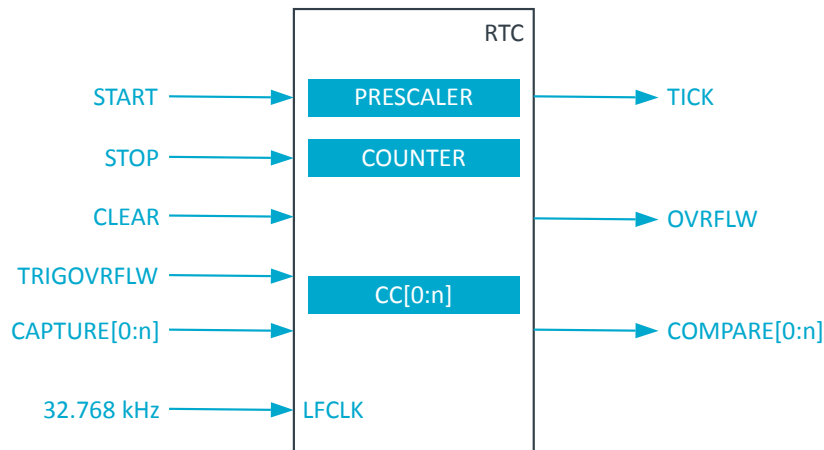 RTC
START
PRESCALER
TICK
STOP
COUNTER
CLEAR
OVRFLW
TRIGOVRFLW
CC[0:n]
CAPTURE[0:n]
COMPARE[0:n]
32.768 kHz
LFCLK